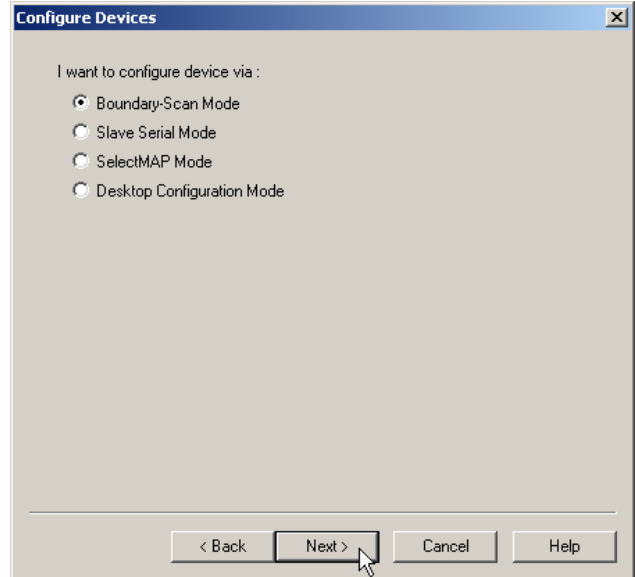 Configure Devices
I want to configure device via :
Boundary-Scan Mode
Slave Serial Mode
SelectMAP Mode
Desktop Configuration Mode
< Back Next > Cancel Help